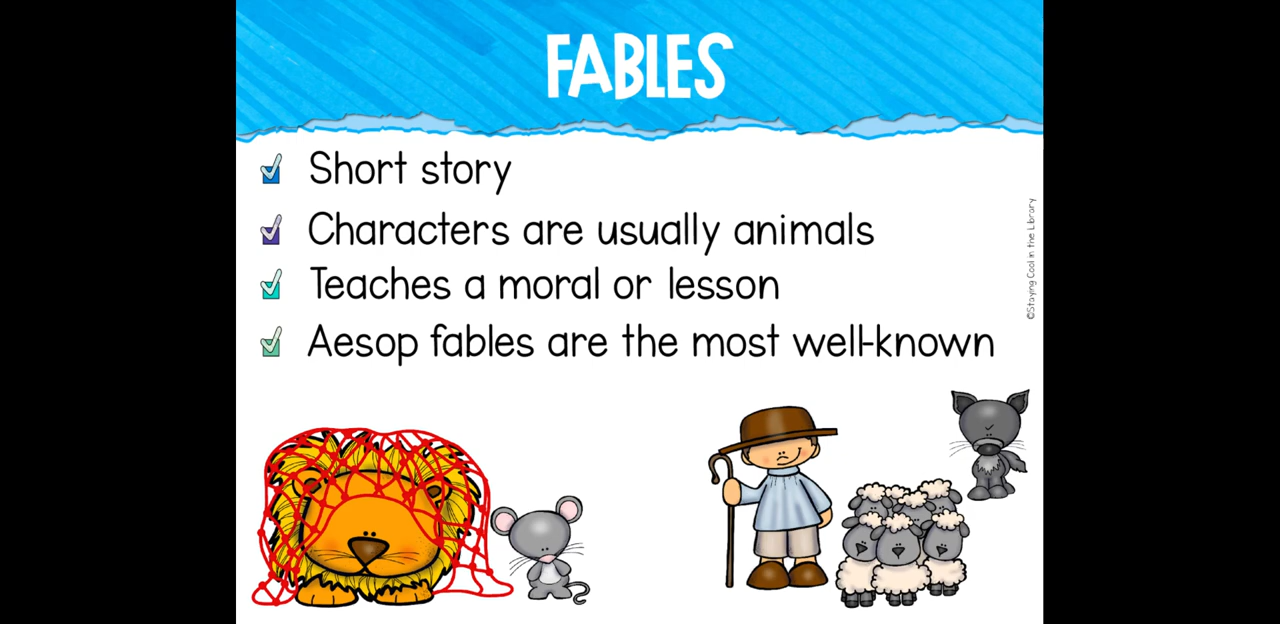 FABLES
Short story
Characters are usually animals
Teaches a moral or lesson
Aesop fables are the most well-known
©Staying Cool in the Library